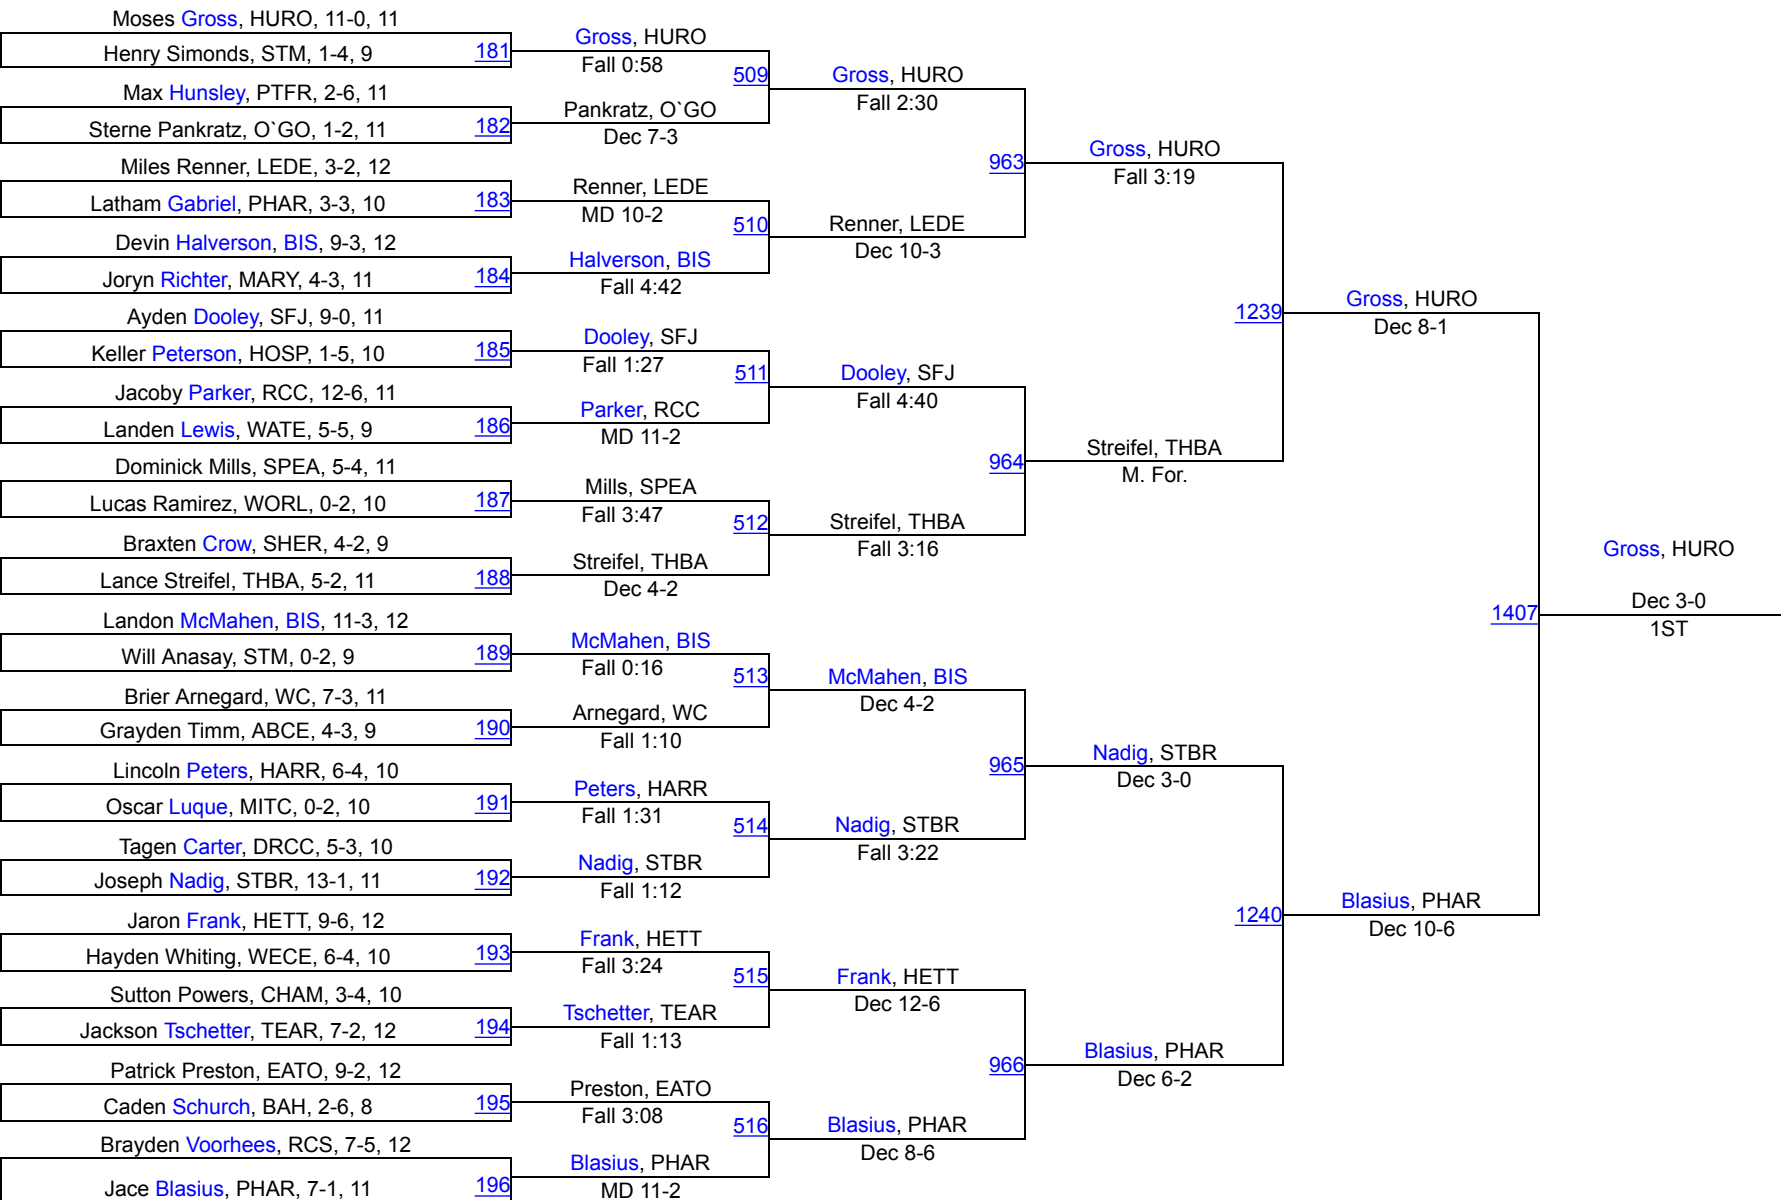 Moses Gross, HURO, 11-0, 11
Henry Simonds, STM, 1-4, 9
181
Max Hunsley, PTFR, 2-6, 11
Sterne Pankratz, O`GO, 1-2, 11
182
Miles Renner, LEDE, 3-2, 12
Latham Gabriel, PHAR, 3-3, 10
183
Devin Halverson, BIS, 9-3, 12
Joryn Richter, MARY, 4-3, 11
184
Ayden Dooley, SFJ, 9-0, 11
Keller Peterson, HOSP, 1-5, 10
185
Jacoby Parker, RCC, 12-6, 11
Landen Lewis, WATE, 5-5, 9
186
Dominick Mills, SPEA, 5-4, 11
Lucas Ramirez, WORL, 0-2, 10
187
Braxten Crow, SHER, 4-2, 9
Lance Streifel, THBA, 5-2, 11
188
Landon McMahen, BIS, 11-3, 12
Will Anasay, STM, 0-2, 9
189
Brier Arnegard, WC, 7-3, 11
Grayden Timm, ABCE, 4-3, 9
190
Lincoln Peters, HARR, 6-4, 10
Oscar Luque, MITC, 0-2, 10
191
Tagen Carter, DRCC, 5-3, 10
Joseph Nadig, STBR, 13-1, 11
192
Jaron Frank, HETT, 9-6, 12
Hayden Whiting, WECE, 6-4, 10
193
Sutton Powers, CHAM, 3-4, 10
Jackson Tschetter, TEAR, 7-2, 12
194
Patrick Preston, EATO, 9-2, 12
Caden Schurch, BAH, 2-6, 8
195
Brayden Voorhees, RCS, 7-5, 12
Jace Blasius, PHAR, 7-1, 11
196
Gross, HURO
Fall 0:58
509
Pankratz, O`GO
Dec 7-3
Renner, LEDE
MD 10-2
510
Halverson, BIS
Fall 4:42
Dooley, SFJ
Fall 1:27
511
Parker, RCC
MD 11-2
Mills, SPEA
Fall 3:47
512
Streifel, THBA
Dec 4-2
McMahen, BIS
Fall 0:16
513
Arnegard, WC
Fall 1:10
Peters, HARR
Fall 1:31
514
Nadig, STBR
Fall 1:12
Frank, HETT
Fall 3:24
515
Tschetter, TEAR
Fall 1:13
Preston, EATO
Fall 3:08
516
Blasius, PHAR
MD 11-2
Gross, HURO
Fall 2:30
963
Renner, LEDE
Dec 10-3
Dooley, SFJ
Fall 4:40
964
Streifel, THBA
Fall 3:16
McMahen, BIS
Dec 4-2
965
Nadig, STBR
Fall 3:22
Frank, HETT
Dec 12-6
966
Blasius, PHAR
Dec 8-6
Gross, HURO
Fall 3:19
1239
Streifel, THBA
M. For.
Nadig, STBR
Dec 3-0
1240
Blasius, PHAR
Dec 6-2
Gross, HURO
Dec 8-1
1407
Blasius, PHAR
Dec 10-6
Gross, HURO
Dec 3-0
1ST